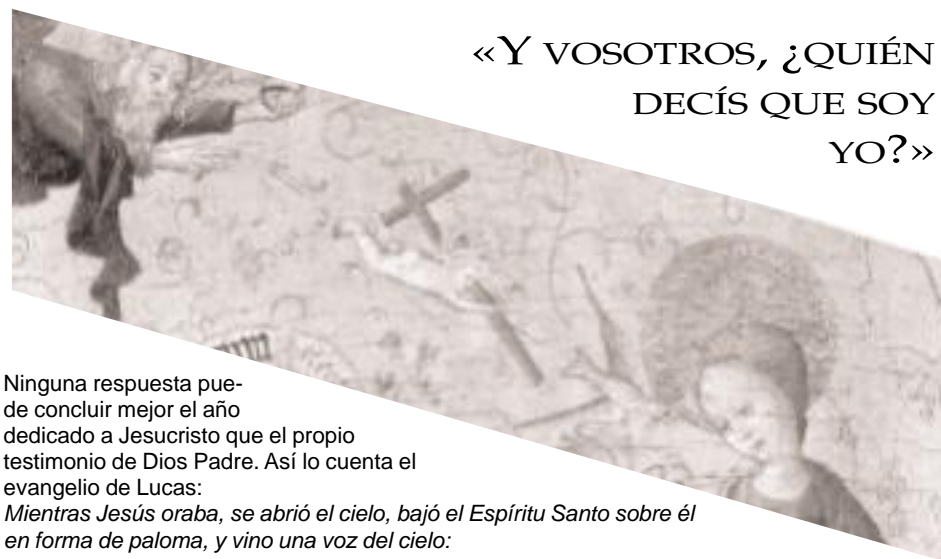 «Y VOSOTROS, ¿QUIÉN
DECÍS QUE SOY
YO?»
Ninguna respuesta pue-
de concluir mejor el año
dedicado a Jesucristo que el propio
testimonio de Dios Padre. Así lo cuenta el
evangelio de Lucas:
Mientras Jesús oraba, se abrió el cielo, bajó el Espíritu Santo sobre él
en forma de paloma, y vino una voz del cielo: